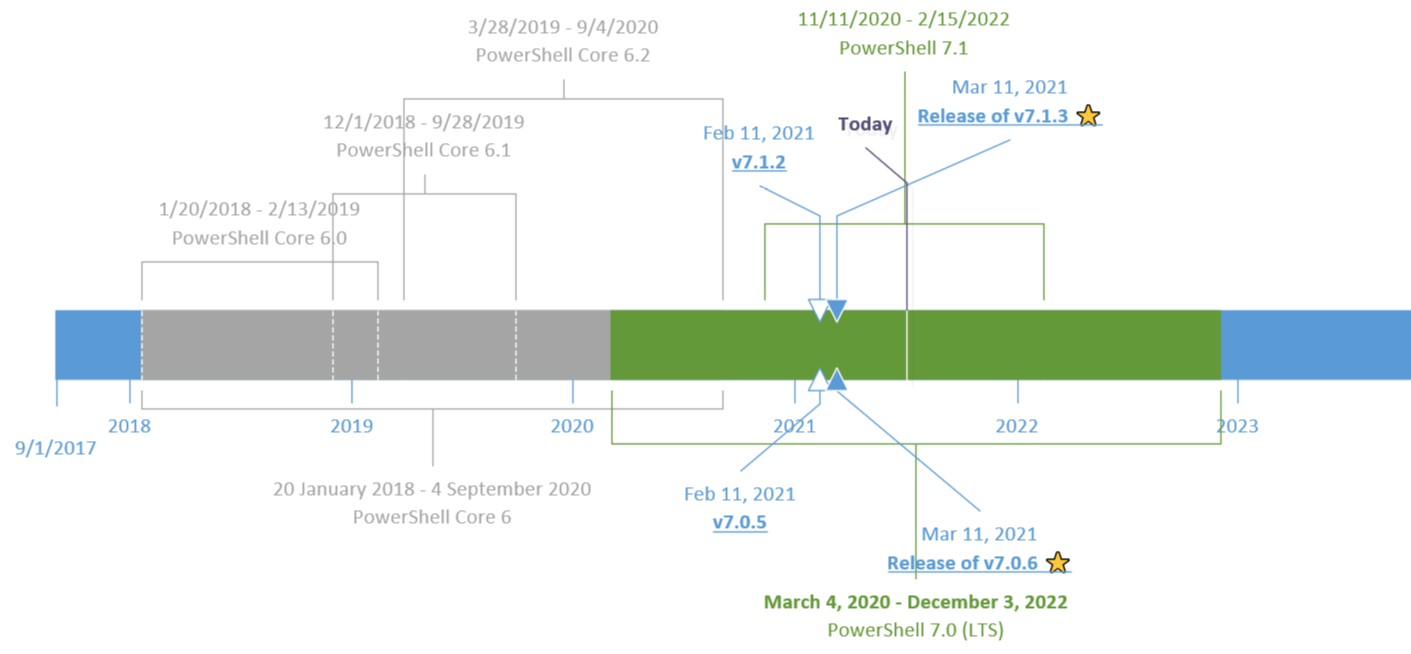 3/28/2019 - 9/4/2020
PowerShell Core 6.2
11/11/2020 - 2/15/2022
PowerShell 7.1
Mar 11, 2021
Release of v7.1.3
12/1/2018 - 9/28/2019
PowerShell Core 6.1
Feb 11, 2021
v7.1.2
Today
1/20/2018 - 2/13/2019
PowerShell Core 6.0
2018
2019
2020
2021
2022
2023
9/1/2017
20 January 2018 - 4 September 2020
PowerShell Core 6
Feb 11, 2021
v7.0.5
Mar 11, 2021
Release of v7.0.6
March 4, 2020 - December 3, 2022
PowerShell 7.0 (LTS)